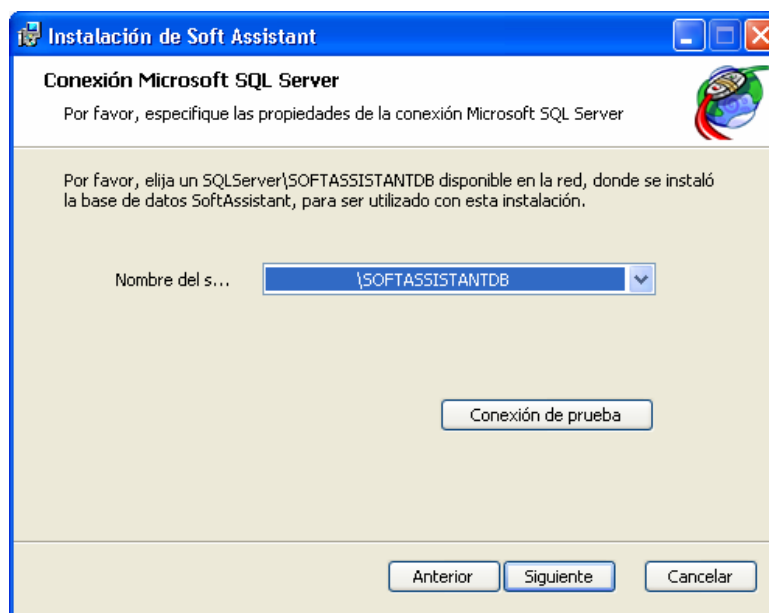 Instalación de Soft Assistant
Conexión Microsoft SQL Server
Por favor, especifique las propiedades de la conexión Microsoft SQL Server
Por favor, elija un SQLServer\SOFTASSISTANTDB disponible en la red, donde se instaló
la base de datos SoftAssistant, para ser utilizado con esta instalación.
Nombre del s... \SOFTASSISTANTDB
Conexión de prueba
Anterior Siguiente Cancelar